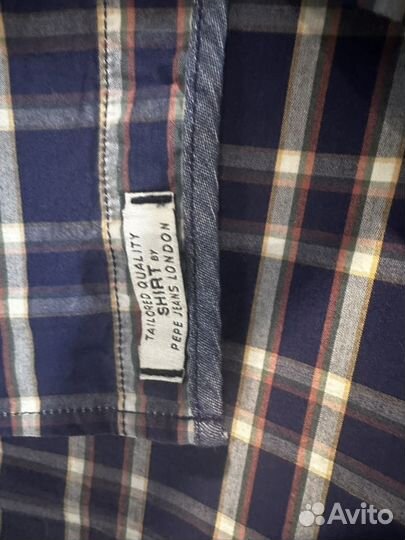 TAILORED QUALITY
SHIRT BY
PEPE JEANS LONDON
Avito